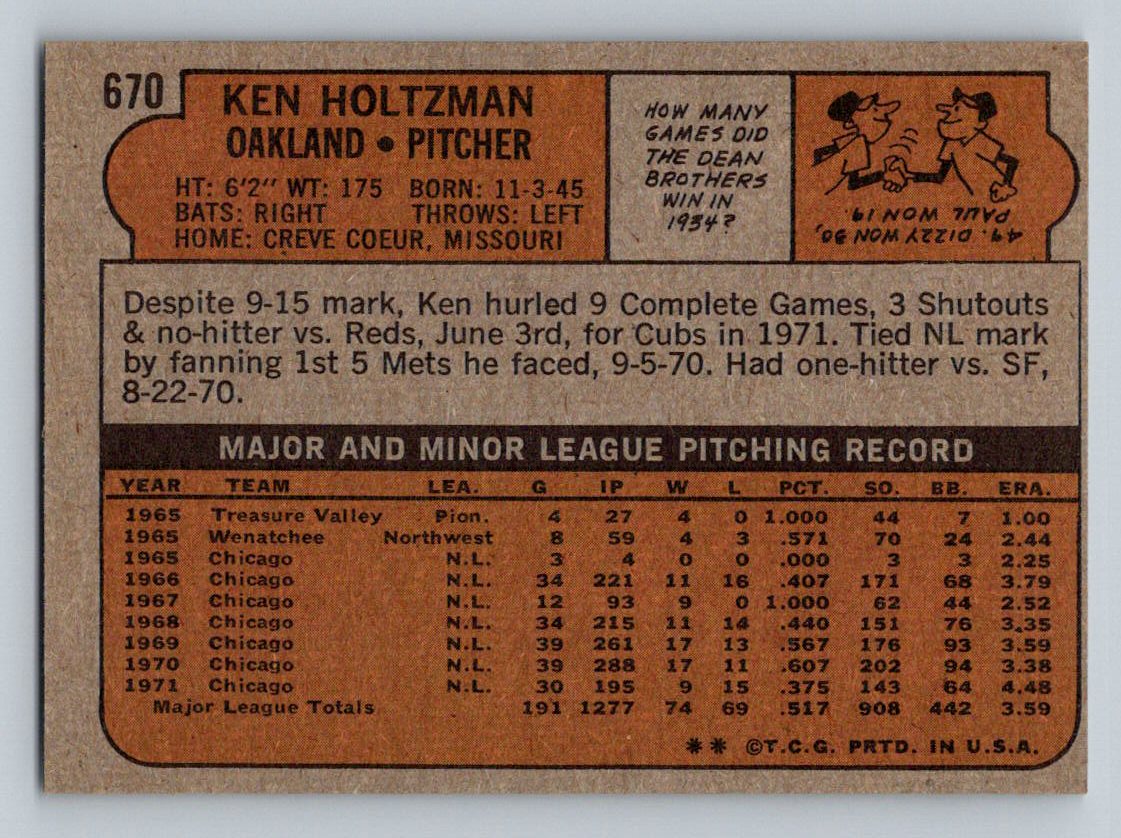 670
KEN HOLTZMAN
OAKLAND • PITCHER
HT: 6'2" WT: 175 BORN: 11-3-45
BATS: RIGHT THROWS: LEFT
HOME: CREVE COEUR, MISSOURI
HOW MANY
GAMES DID
THE DEAN
BROTHERS
WIN IN
1934?
49. DIZZY WON 30,
PAUL WON 19.
Despite 9-15 mark, Ken hurled 9 Complete Games, 3 Shutouts
& no-hitter vs. Reds, June 3rd, for Cubs in 1971. Tied NL mark
by fanning 1st 5 Mets he faced, 9-5-70. Had one-hitter vs. SF,
8-22-70.
MAJOR AND MINOR LEAGUE PITCHING RECORD
YEAR TEAM LEA. G IP W L PCT. SO. BB. ERA.
1965 Treasure Valley Pion. 4 27 4 0 1.000 44 7 1.00
1965 Wenatchee Northwest 8 59 4 3 .571 70 24 2.44
1965 Chicago N.L. 3 4 0 0 .000 3 3 2.25
1966 Chicago N.L. 34 221 11 16 .407 171 68 3.79
1967 Chicago N.L. 12 93 9 0 1.000 62 44 2.52
1968 Chicago N.L. 34 215 11 14 .440 151 76 3.35
1969 Chicago N.L. 39 261 17 13 .567 176 93 3.59
1970 Chicago N.L. 39 288 17 11 .607 202 94 3.38
1971 Chicago N.L. 30 195 9 15 .375 143 64 4.48
Major League Totals 191 1277 74 69 .517 908 442 3.59
** ©T.C.G. PRTD. IN U.S.A.